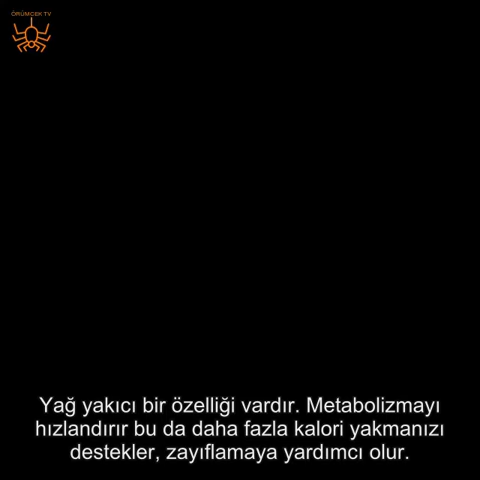 ÖRÜMCEK TV
Yağ yakıcı bir özelliği vardır. Metabolizmayı
hızlandırır bu da daha fazla kalori yakmanızı
destekler, zayıflamaya yardımcı olur.